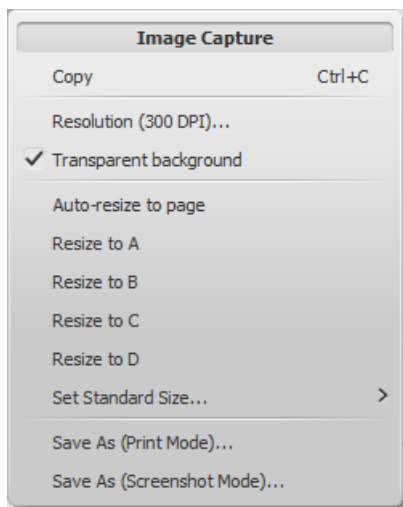 Image Capture
Copy Ctrl+C
Resolution (300 DPI)...
Transparent background
Auto-resize to page
Resize to A
Resize to B
Resize to C
Resize to D
Set Standard Size...
Save As (Print Mode)...
Save As (Screenshot Mode)...